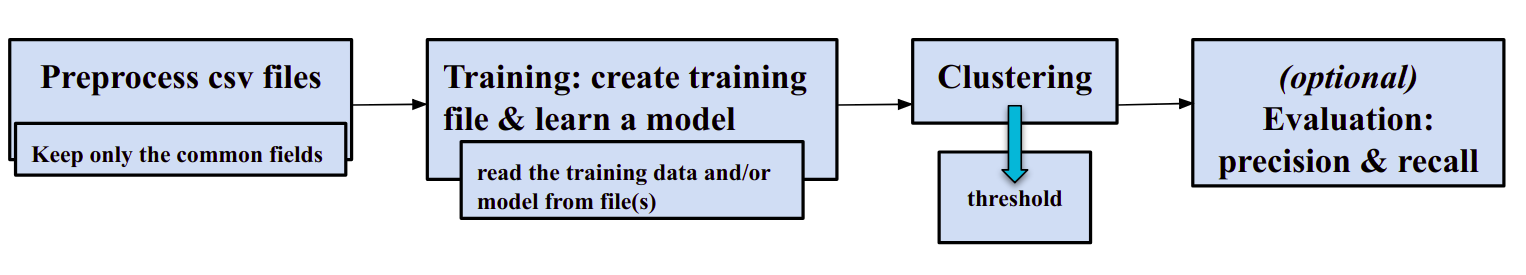 Preprocess csv files
Keep only the common fields
Training: create training
file & learn a model
read the training data and/or
model from file(s)
Clustering
threshold
(optional)
Evaluation:
precision & recall